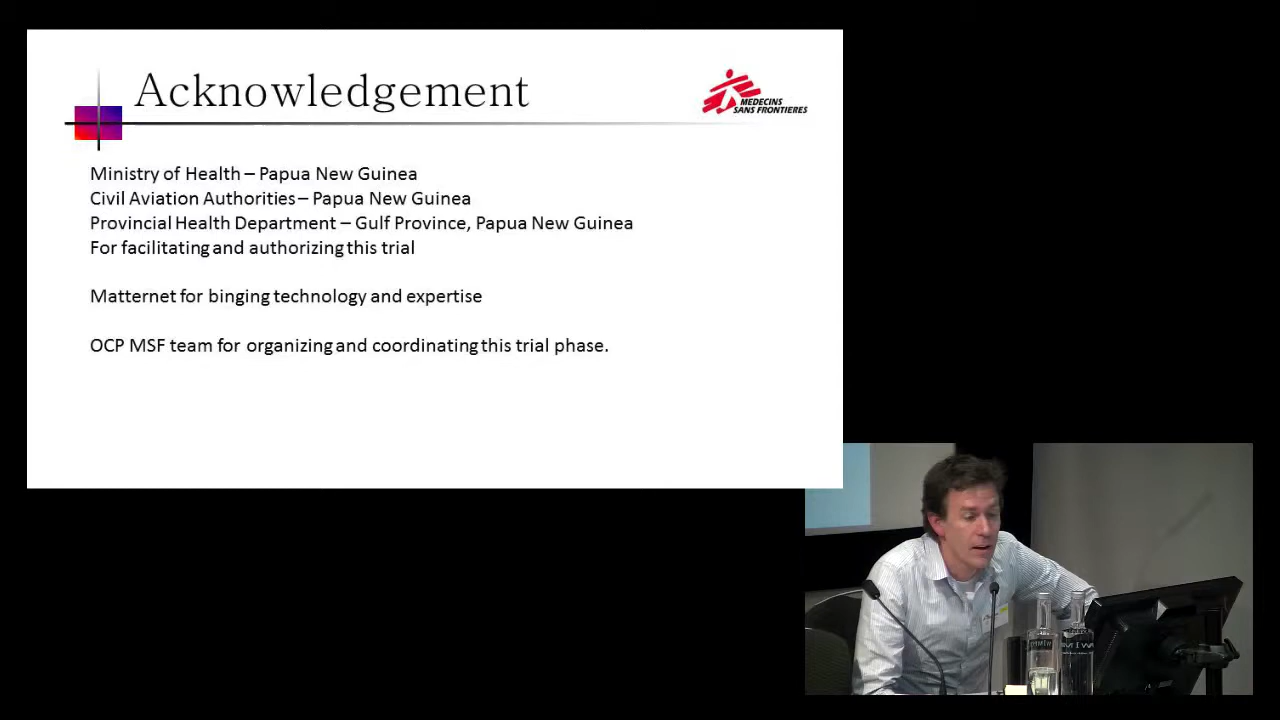 Acknowledgement
MEDECINS
SANS FRONTIERES
Ministry of Health – Papua New Guinea
Civil Aviation Authorities – Papua New Guinea
Provincial Health Department – Gulf Province, Papua New Guinea
For facilitating and authorizing this trial
Matternet for binging technology and expertise
OCP MSF team for organizing and coordinating this trial phase.